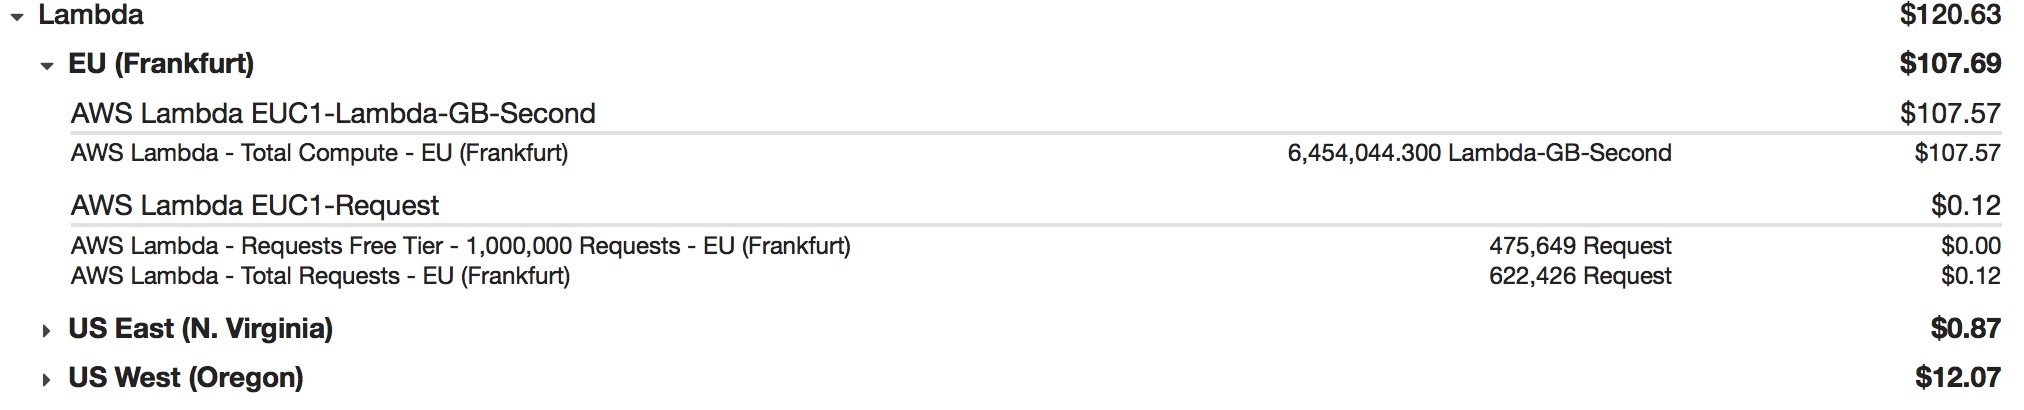 Lambda $120.63
EU (Frankfurt) $107.69
AWS Lambda EUC1-Lambda-GB-Second $107.57
AWS Lambda - Total Compute - EU (Frankfurt) 6,454,044.300 Lambda-GB-Second $107.57
AWS Lambda EUC1-Request $0.12
AWS Lambda - Requests Free Tier - 1,000,000 Requests - EU (Frankfurt) 475,649 Request $0.00
AWS Lambda - Total Requests - EU (Frankfurt) 622,426 Request $0.12
US East (N. Virginia) $0.87
US West (Oregon) $12.07